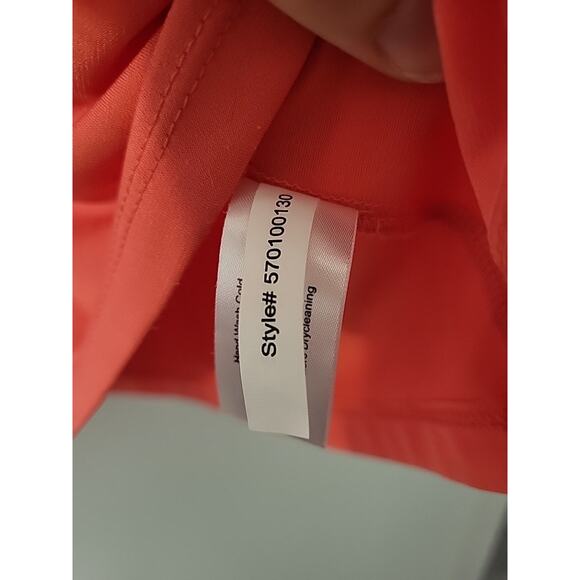 Hand Wash Cold
Style# 570100130
Drycleaning